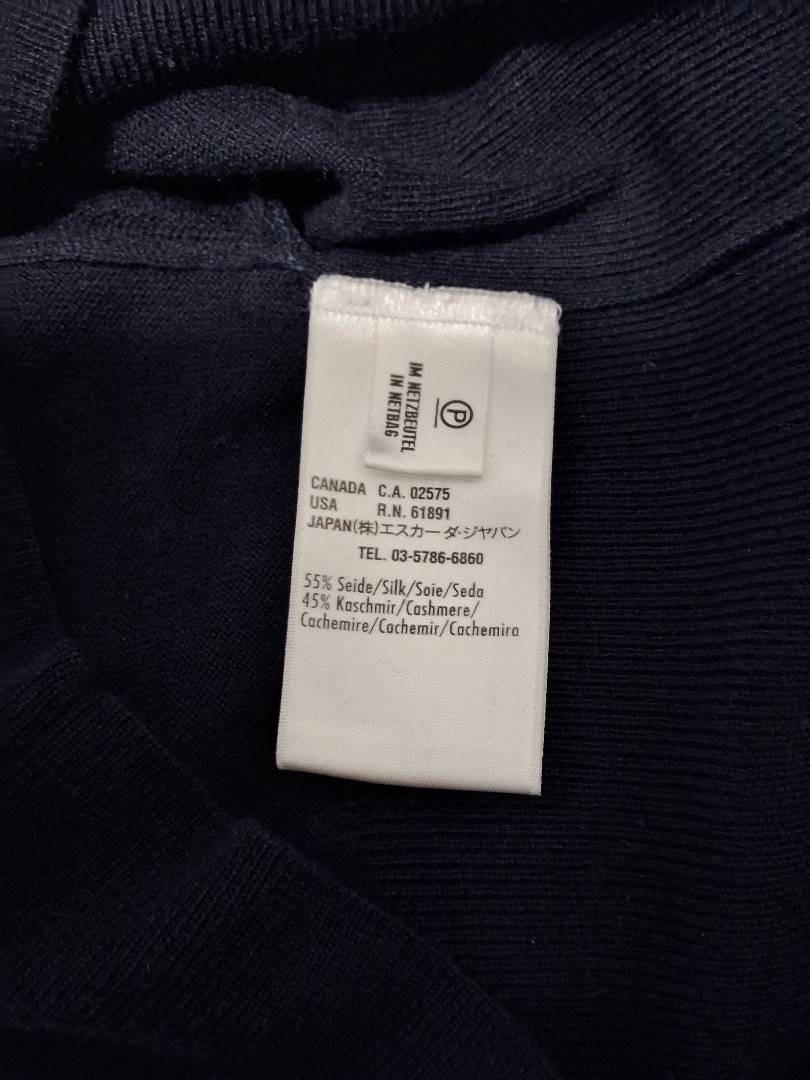 IM NETZBEUTEL
IN NETBAG
P
CANADA C.A. 02575
USA R.N. 61891
JAPAN(株)エスカーダ・ジヤパン
TEL. 03-5786-6860
55% Seide/Silk/Soie/Seda
45% Kaschmir/Cashmere/
Cachemire/Cachemir/Cachemira